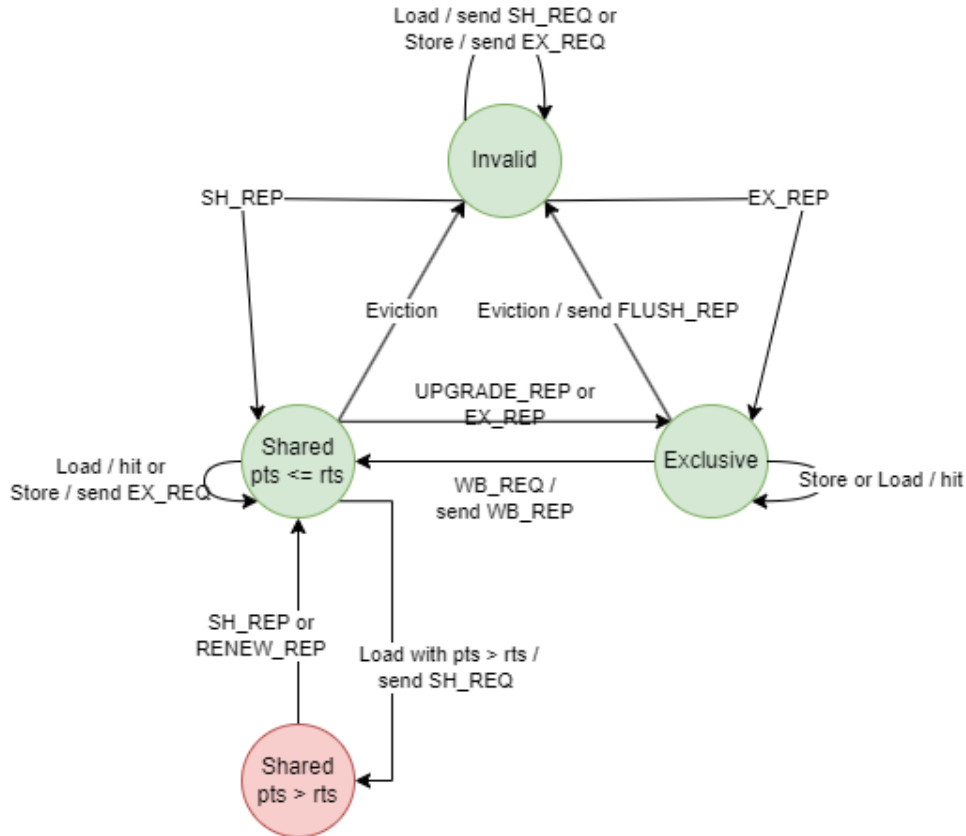 Load / send SH_REQ or
Store / send EX_REQ
Invalid
SH_REP
EX_REP
Eviction
Eviction / send FLUSH_REP
UPGRADE_REP or
EX_REP
Shared
pts <= rts
Exclusive
Load / hit or
Store / send EX_REQ
WB_REQ /
send WB_REP
Store or Load / hit
SH_REP or
RENEW_REP
Load with pts > rts /
send SH_REQ
Shared
pts > rts